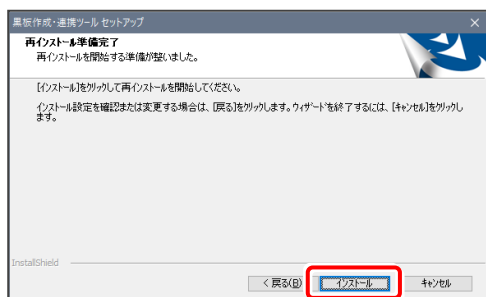 黒板作成・連携ツール セットアップ
再インストール準備完了
再インストールを開始する準備が整いました。
[インストール]をクリックして再インストールを開始してください。
インストール設定を確認または変更する場合は、[戻る]をクリックします。ウィザードを終了するには、[キャンセル]をクリックし
ます。
InstallShield
< 戻る(B)
インストール
キャンセル